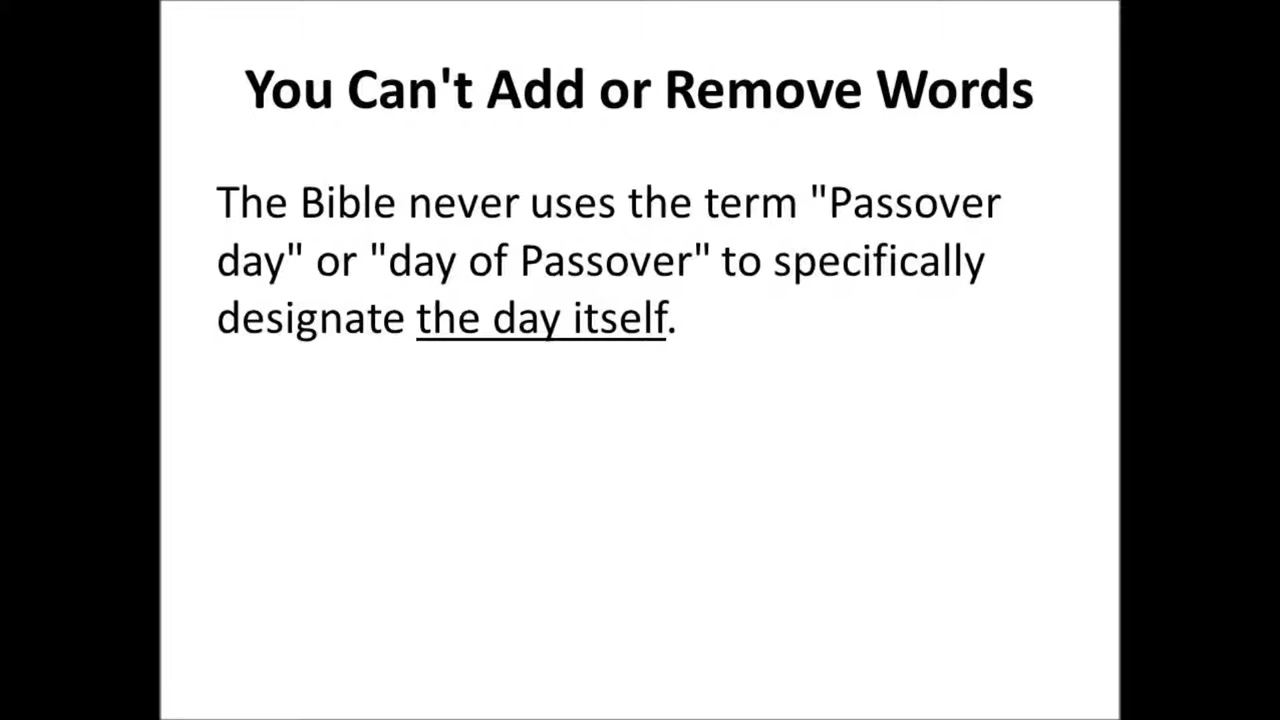 You Can't Add or Remove Words
The Bible never uses the term "Passover
day" or "day of Passover" to specifically
designate the day itself.